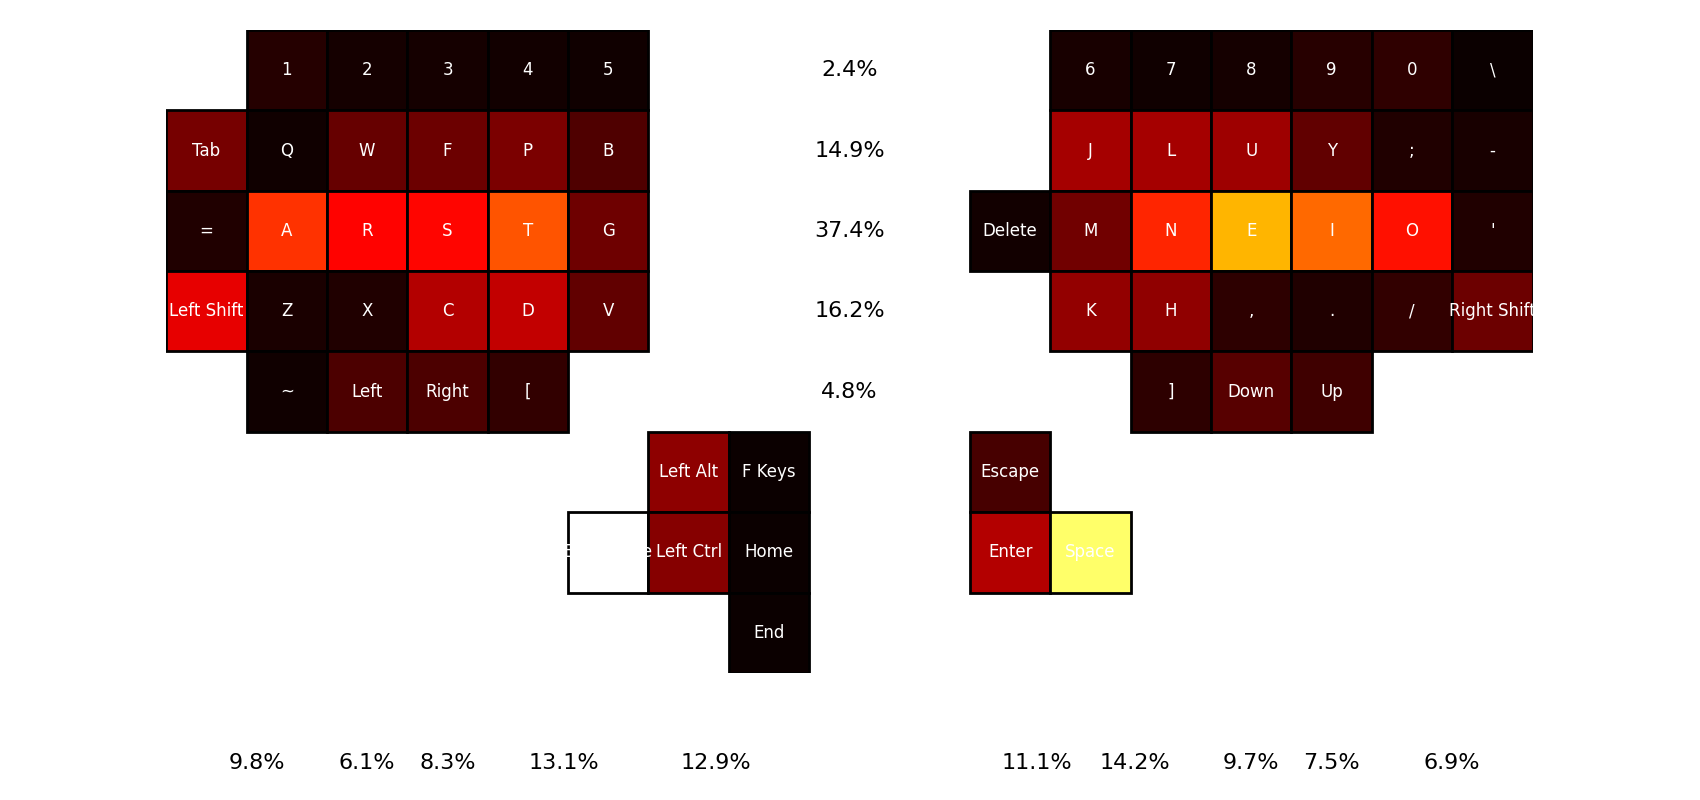 1 2 3 4 5 2.4% 6 7 8 9 0 \
Tab Q W F P B 14.9% J L U Y ; -
= A R S T G 37.4% Delete M N E I O '
Left Shift Z X C D V 16.2% K H , . / Right Shift
~ Left Right [ 4.8% ] Down Up
Left Alt F Keys Escape
Left Ctrl Home Enter Space
End
9.8% 6.1% 8.3% 13.1% 12.9% 11.1% 14.2% 9.7% 7.5% 6.9%